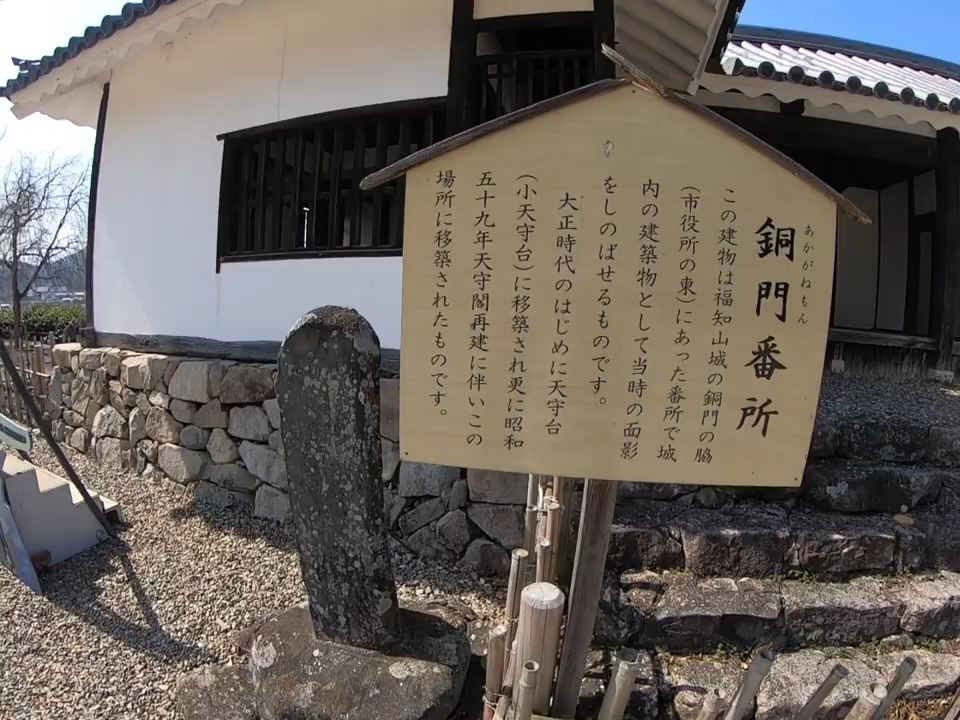 銅門番所
あかがねもん
この建物は福知山城の銅門の脇
(市役所の東)にあった番所で城
内の建築物として当時の面影
をしのばせるものです。
大正時代のはじめに天守台
(小天守台)に移築され更に昭和
五十九年天守閣再建に伴いこの
場所に移築されたものです。